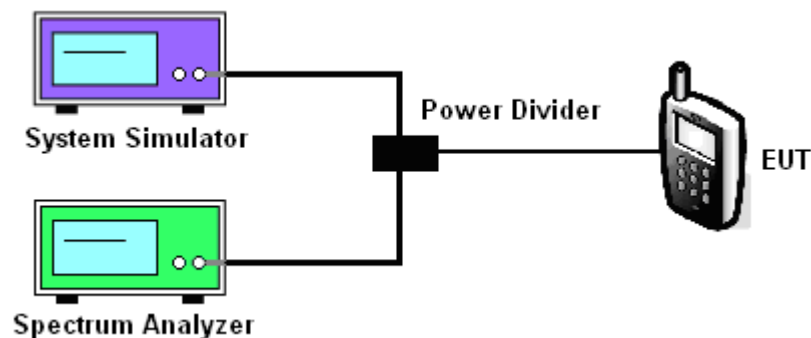 System Simulator
Power Divider
EUT
Spectrum Analyzer